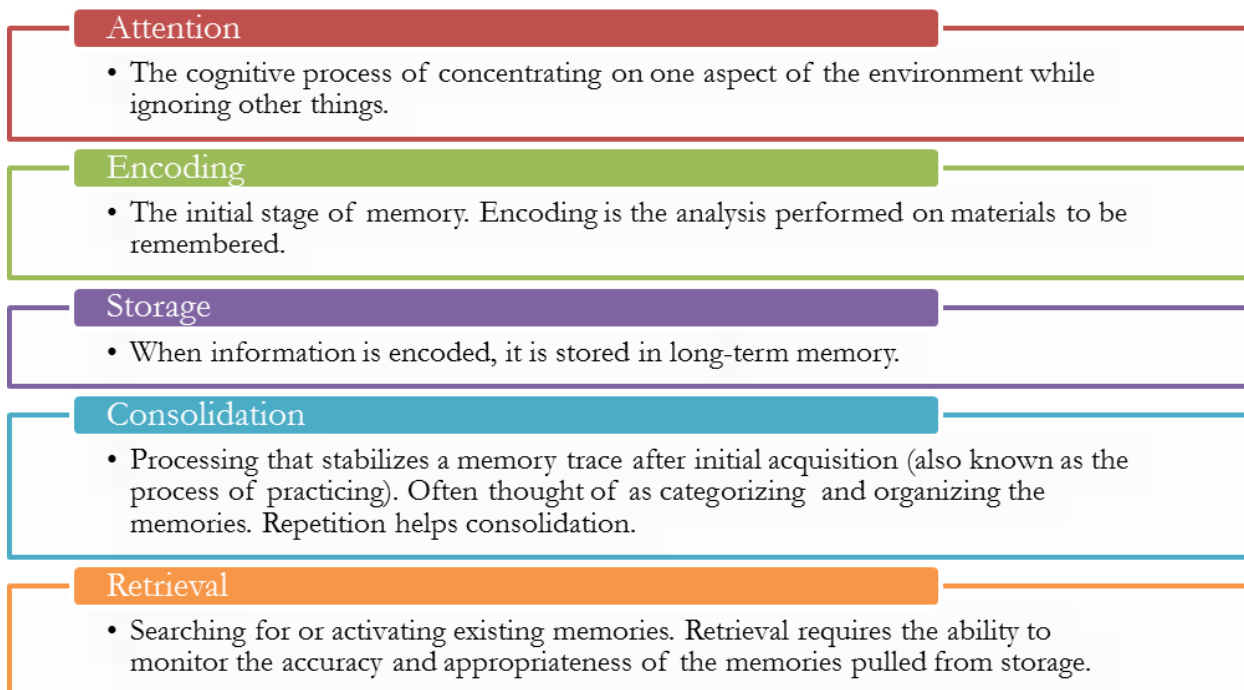 Attention
• The cognitive process of concentrating on one aspect of the environment while
ignoring other things.
Encoding
• The initial stage of memory. Encoding is the analysis performed on materials to be
remembered.
Storage
• When information is encoded, it is stored in long-term memory.
Consolidation
• Processing that stabilizes a memory trace after initial acquisition (also known as the
process of practicing). Often thought of as categorizing and organizing the
memories. Repetition helps consolidation.
Retrieval
• Searching for or activating existing memories. Retrieval requires the ability to
monitor the accuracy and appropriateness of the memories pulled from storage.